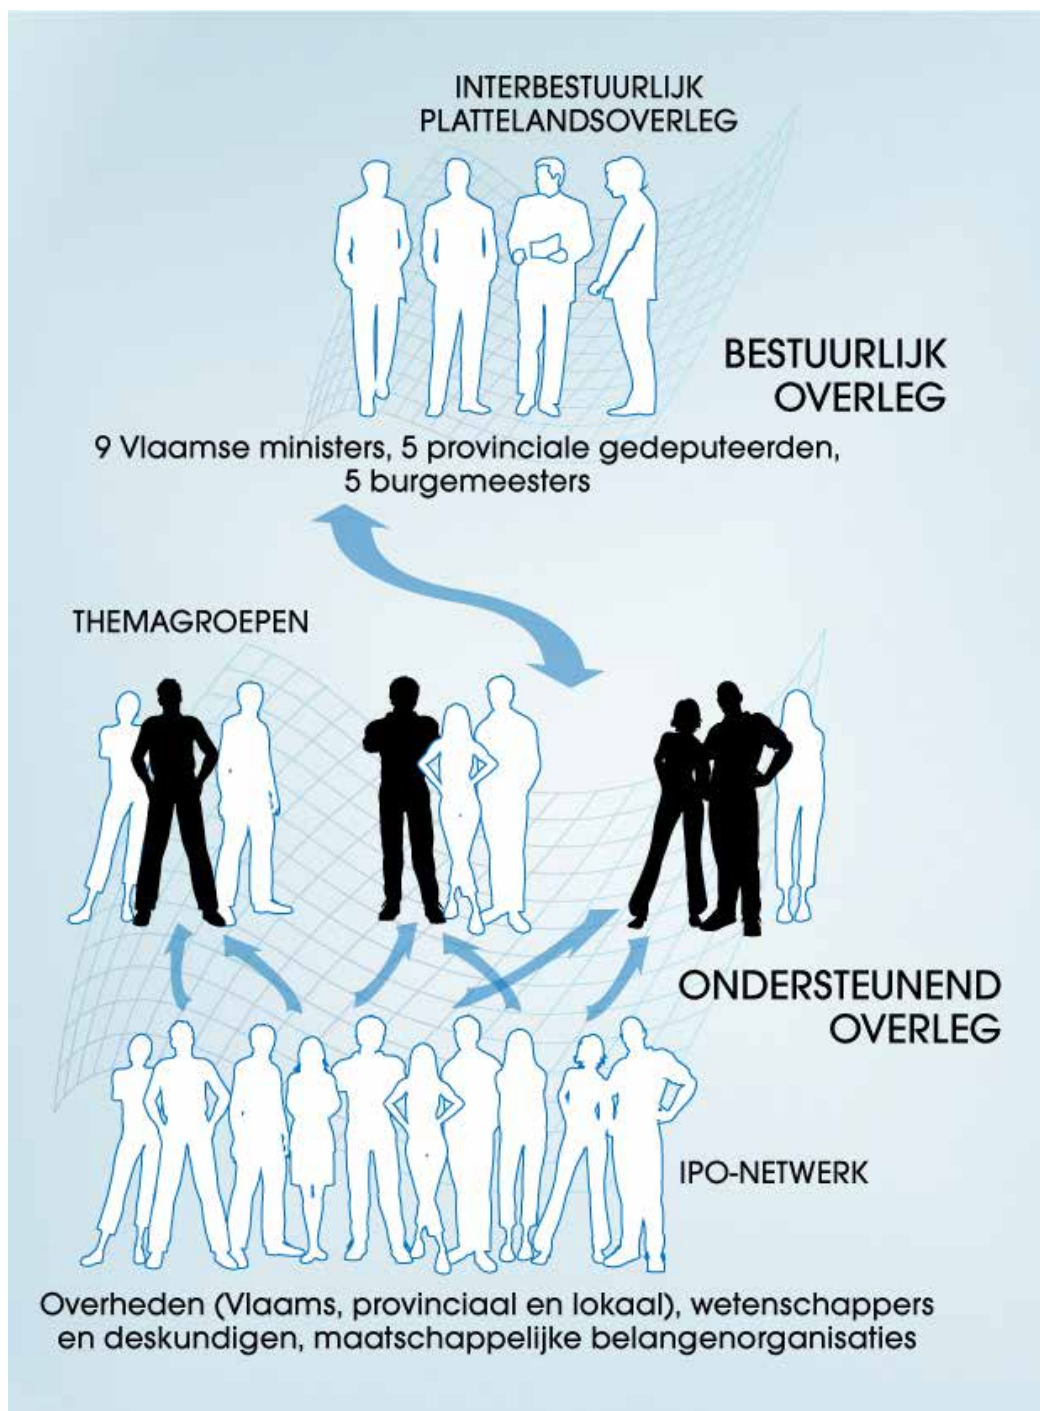 INTERBESTUURLIJK
PLATTELANDSOVERLEG
BESTUURLIJK
OVERLEG
9 Vlaamse ministers, 5 provinciale gedeputeerden,
5 burgemeesters
THEMAGROEPEN
ONDERSTEUNEND
OVERLEG
IPO-NETWERK
Overheden (Vlaams, provinciaal en lokaal), wetenschappers
en deskundigen, maatschappelijke belangenorganisaties